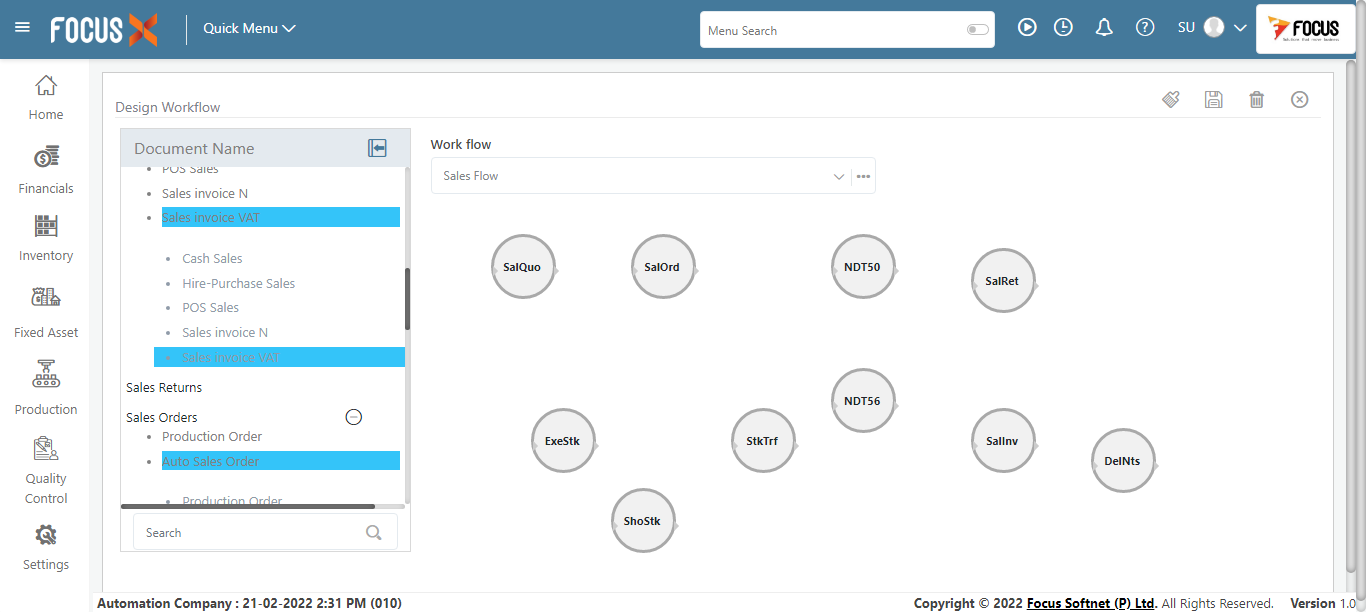 FOCUS X
Quick Menu
Menu Search
SU
FOCUS
Home
Financials
Inventory
Fixed Asset
Production
Quality
Control
Settings
Design Workflow
Document Name
POS Sales
Sales invoice N
Sales invoice VAT
Cash Sales
Hire-Purchase Sales
POS Sales
Sales invoice N
Sales invoice VAT
Sales Returns
Sales Orders
Production Order
Auto Sales Order
Production Order
Search
Work flow
Sales Flow
SalQuo
SalOrd
NDT50
SalRet
NDT56
ExeStk
StkTrf
SalInv
DelNts
ShoStk
Automation Company : 21-02-2022 2:31 PM (010)
Copyright © 2022 Focus Softnet (P) Ltd. All Rights Reserved. Version 1.0